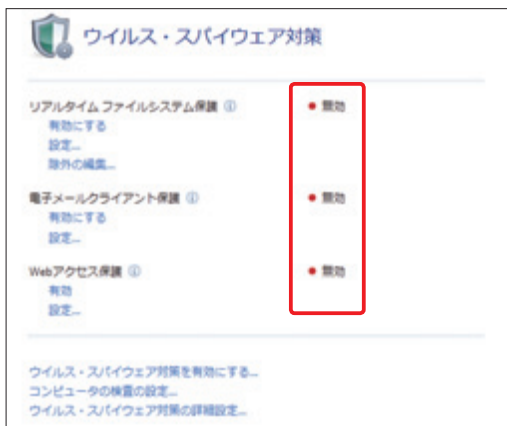 ウイルス・スパイウェア対策
リアルタイム ファイルシステム保護 ⓘ ● 無効
有効にする
設定...
除外の編集...
電子メールクライアント保護 ⓘ ● 無効
有効にする
設定...
Webアクセス保護 ⓘ ● 無効
有効
設定...
ウイルス・スパイウェア対策を有効にする...
コンピュータの検査の設定...
ウイルス・スパイウェア対策の詳細設定...